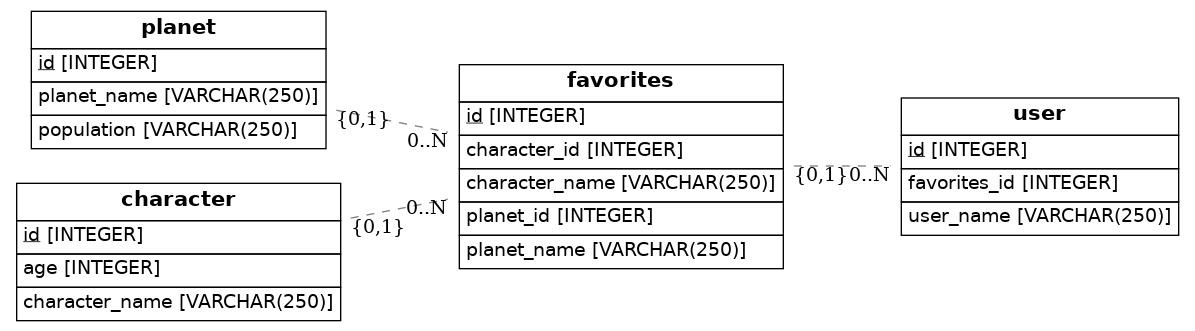 planet
id [INTEGER]
planet_name [VARCHAR(250)]
population [VARCHAR(250)]
{0,1}
0..N
character
id [INTEGER]
age [INTEGER]
character_name [VARCHAR(250)]
{0,1}
0..N
favorites
id [INTEGER]
character_id [INTEGER]
character_name [VARCHAR(250)]
planet_id [INTEGER]
planet_name [VARCHAR(250)]
{0,1}
0..N
user
id [INTEGER]
favorites_id [INTEGER]
user_name [VARCHAR(250)]